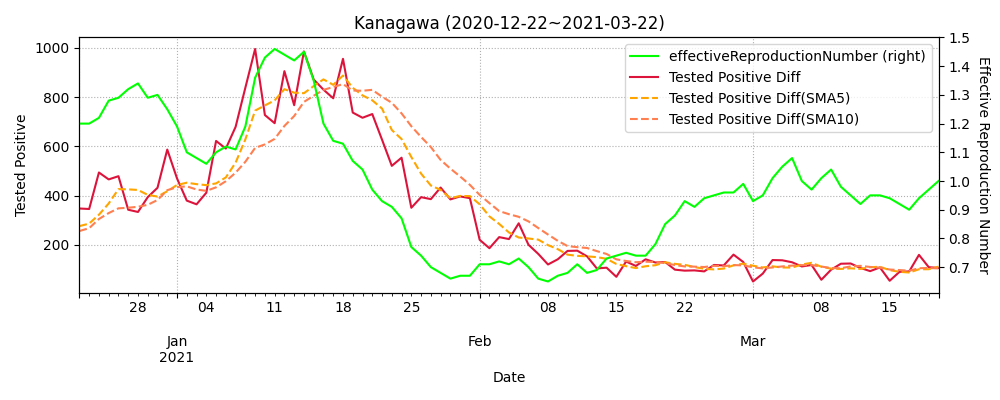 Kanagawa (2020-12-22~2021-03-22)
effectiveReproductionNumber (right)
Tested Positive Diff
Tested Positive Diff(SMA5)
Tested Positive Diff(SMA10)
Tested Positive
1000
800
600
400
200
Effective Reproduction Number
1.5
1.4
1.3
1.2
1.1
1.0
0.9
0.8
0.7
28 04 11 18 25 08 15 22 08 15
Jan Feb Mar
2021
Date